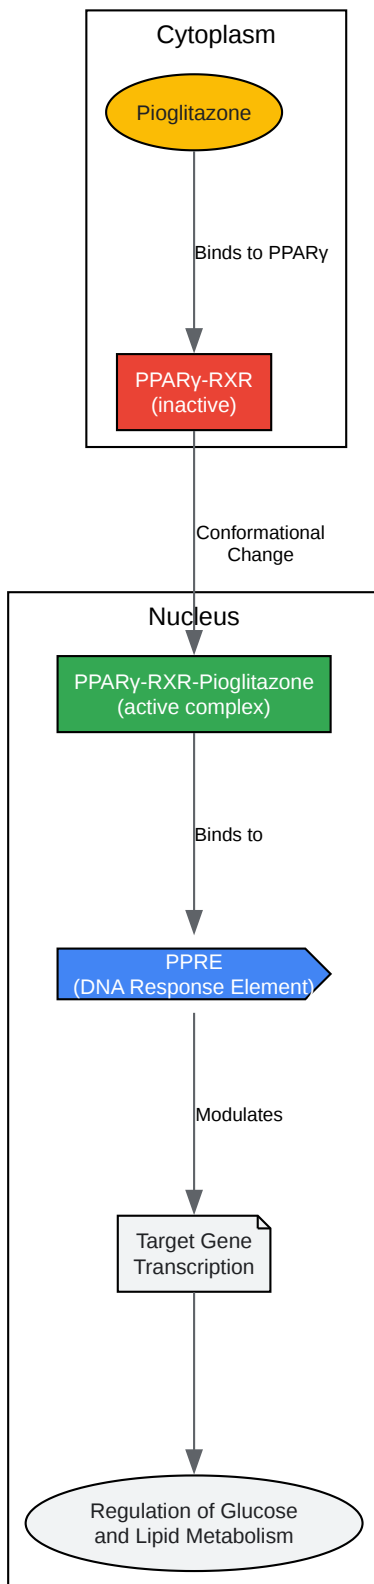 Cytoplasm
Pioglitazone
Binds to PPARγ
PPARγ-RXR
(inactive)
Conformational
Change
Nucleus
PPARγ-RXR-Pioglitazone
(active complex)
Binds to
PPRE
(DNA Response Element)
Modulates
Target Gene
Transcription
Regulation of Glucose
and Lipid Metabolism